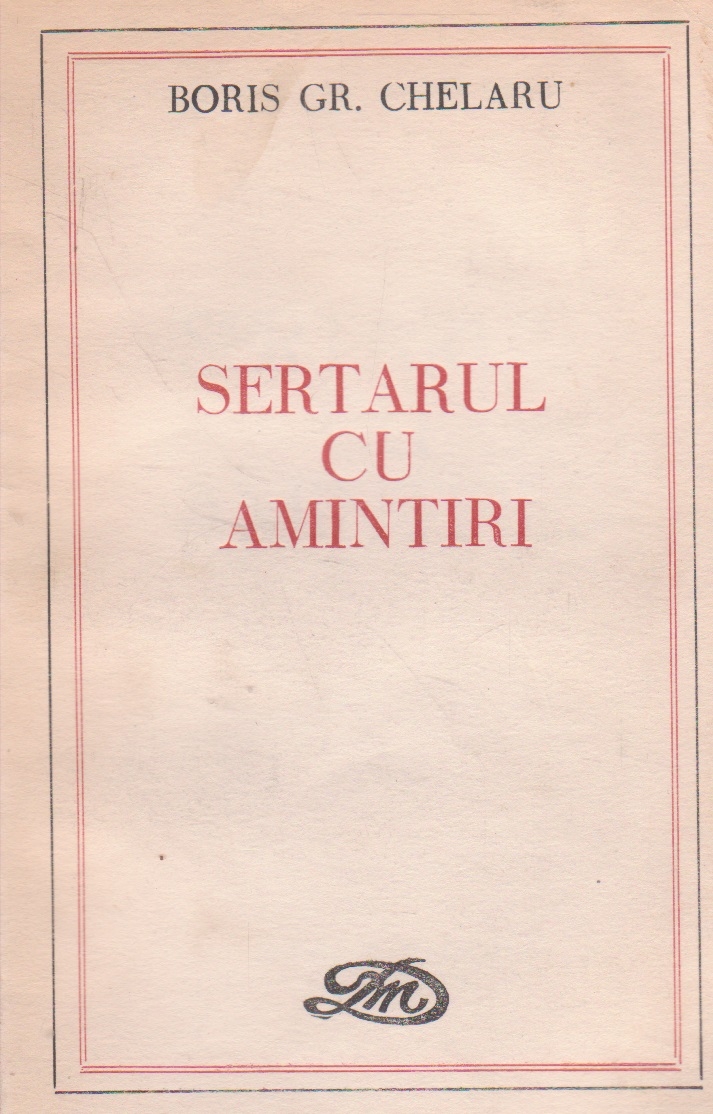 BORIS GR. CHELARU
SERTARUL
CU
AMINTIRI